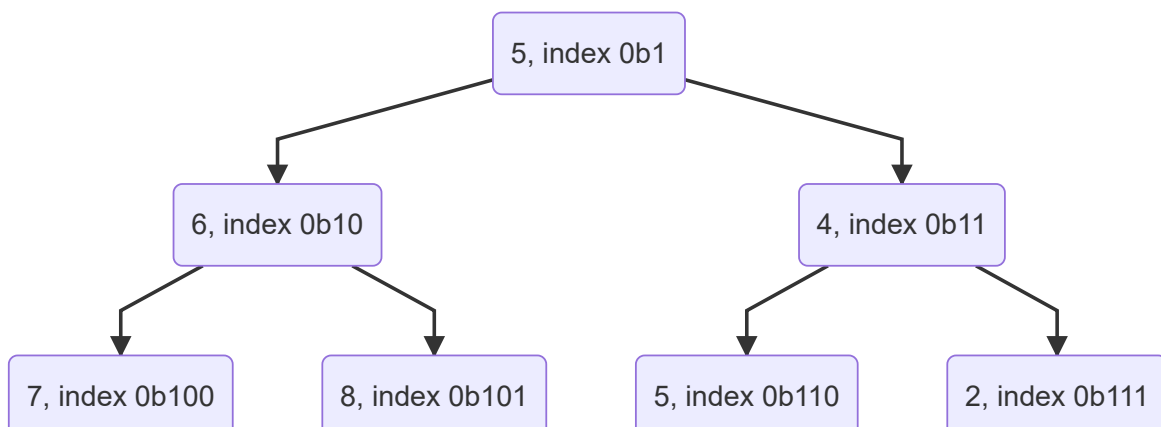 5, index 0b1
6, index 0b10
4, index 0b11
7, index 0b100
8, index 0b101
5, index 0b110
2, index 0b111